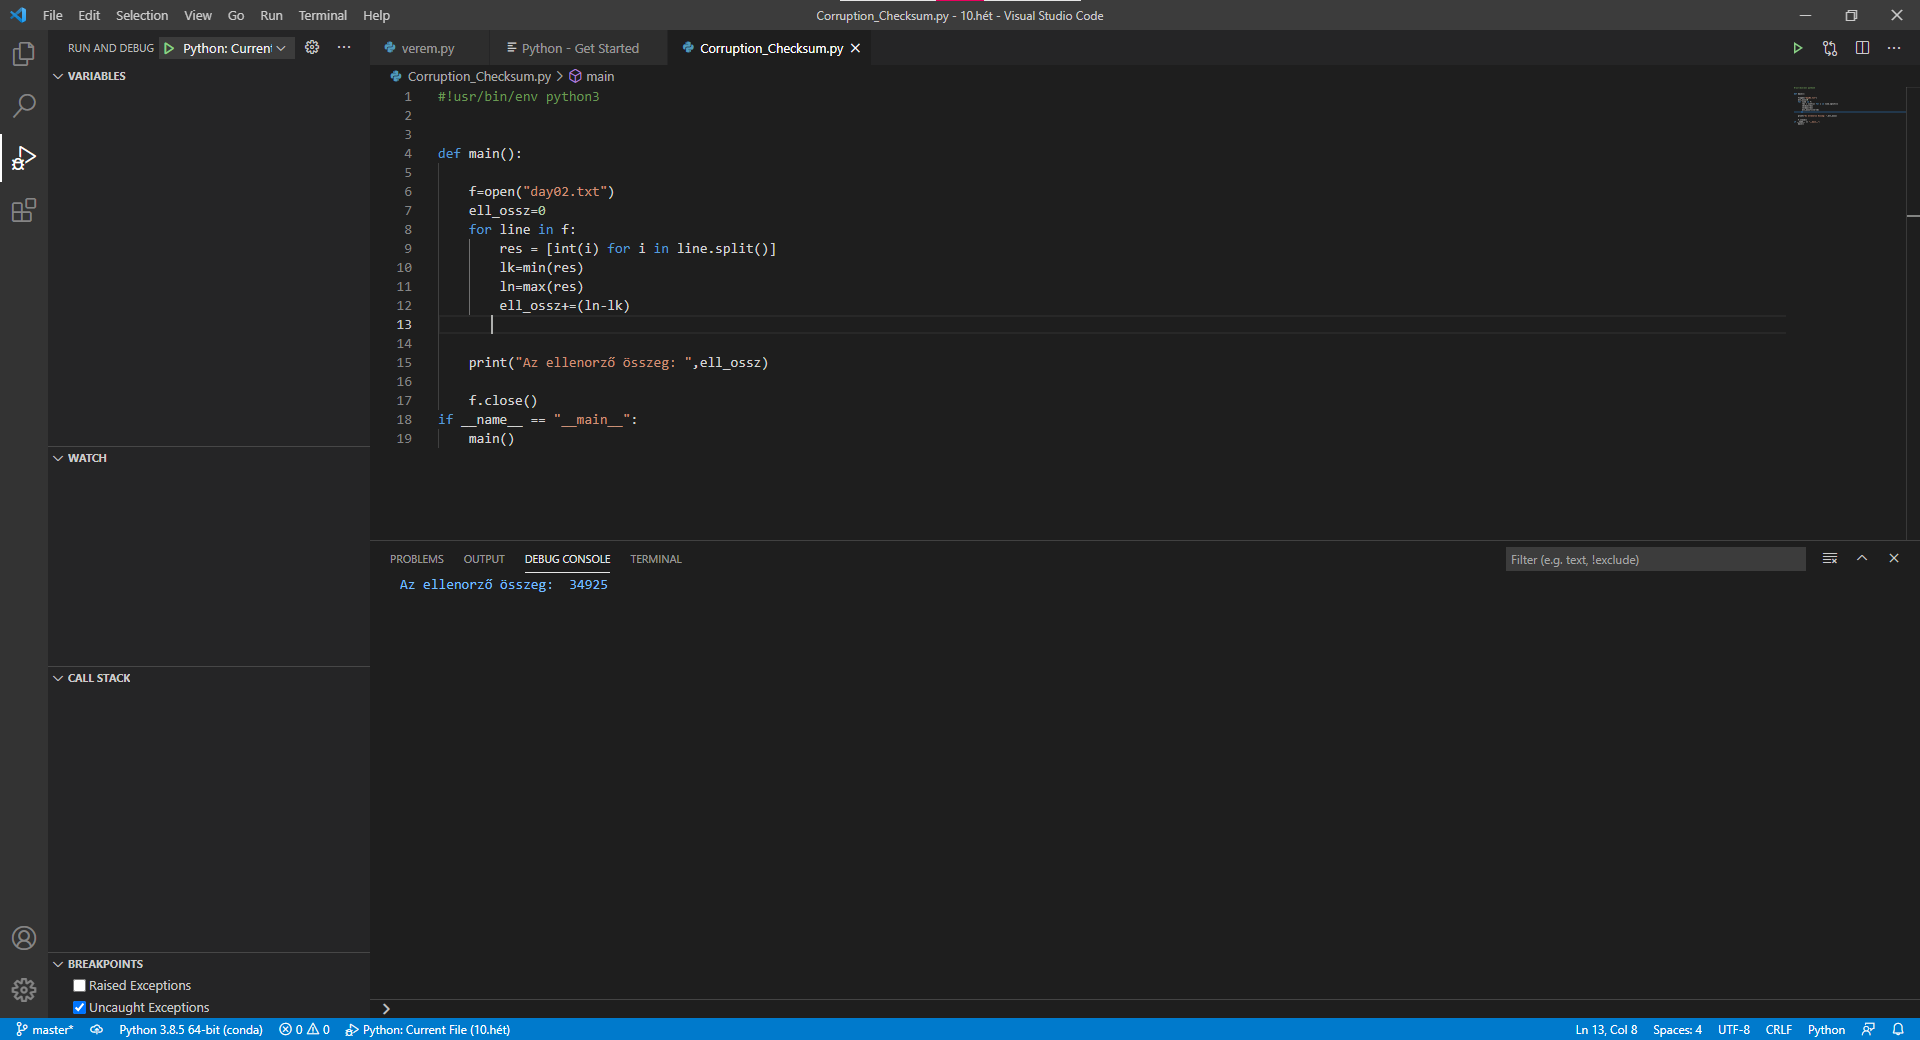 File Edit Selection View Go Run Terminal Help
Corruption_Checksum.py - 10.hét - Visual Studio Code
RUN AND DEBUG Python: Current
VARIABLES
WATCH
CALL STACK
BREAKPOINTS
Raised Exceptions
Uncaught Exceptions
verem.py Python - Get Started Corruption_Checksum.py
Corruption_Checksum.py main
1 #!usr/bin/env python3
2
3
4 def main():
5
6 f=open("day02.txt")
7 ell_ossz=0
8 for line in f:
9 res = [int(i) for i in line.split()]
10 lk=min(res)
11 ln=max(res)
12 ell_ossz+=(ln-lk)
13
14
15 print("Az ellenorző összeg: ",ell_ossz)
16
17 f.close()
18 if __name__ == "__main__":
19 main()
PROBLEMS OUTPUT DEBUG CONSOLE TERMINAL
Filter (e.g. text, !exclude)
Az ellenorző összeg:  34925
master* Python 3.8.5 64-bit (conda) 0 0 Python: Current File (10.hét)
Ln 13, Col 8 Spaces: 4 UTF-8 CRLF Python